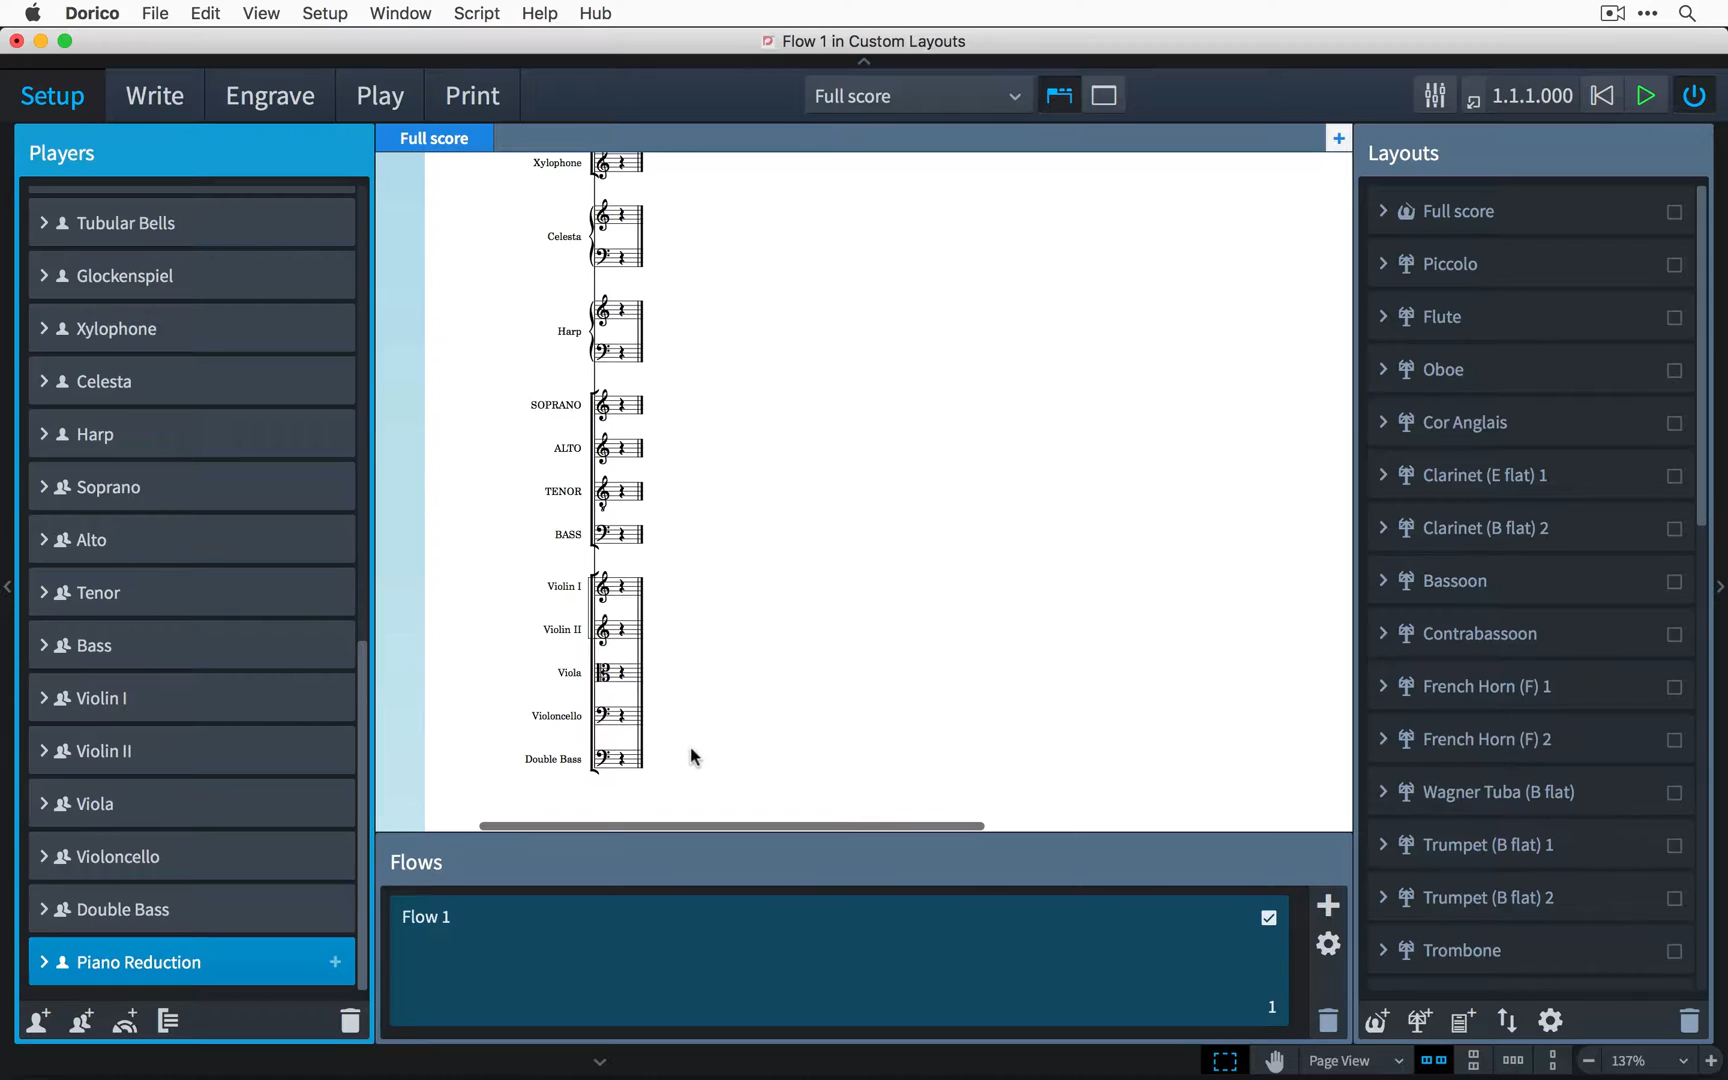 Dorico File Edit View Setup Window Script Help Hub
Flow 1 in Custom Layouts
Setup Write Engrave Play Print
Full score
1.1.1.000
Players
Tubular Bells
Glockenspiel
Xylophone
Celesta
Harp
Soprano
Alto
Tenor
Bass
Violin I
Violin II
Viola
Violoncello
Double Bass
Piano Reduction
Full score
Xylophone
Celesta
Harp
SOPRANO
ALTO
TENOR
BASS
Violin I
Violin II
Viola
Violoncello
Double Bass
Flows
Flow 1
1
Layouts
Full score
Piccolo
Flute
Oboe
Cor Anglais
Clarinet (E flat) 1
Clarinet (B flat) 2
Bassoon
Contrabassoon
French Horn (F) 1
French Horn (F) 2
Wagner Tuba (B flat)
Trumpet (B flat) 1
Trumpet (B flat) 2
Trombone
Page View
137%